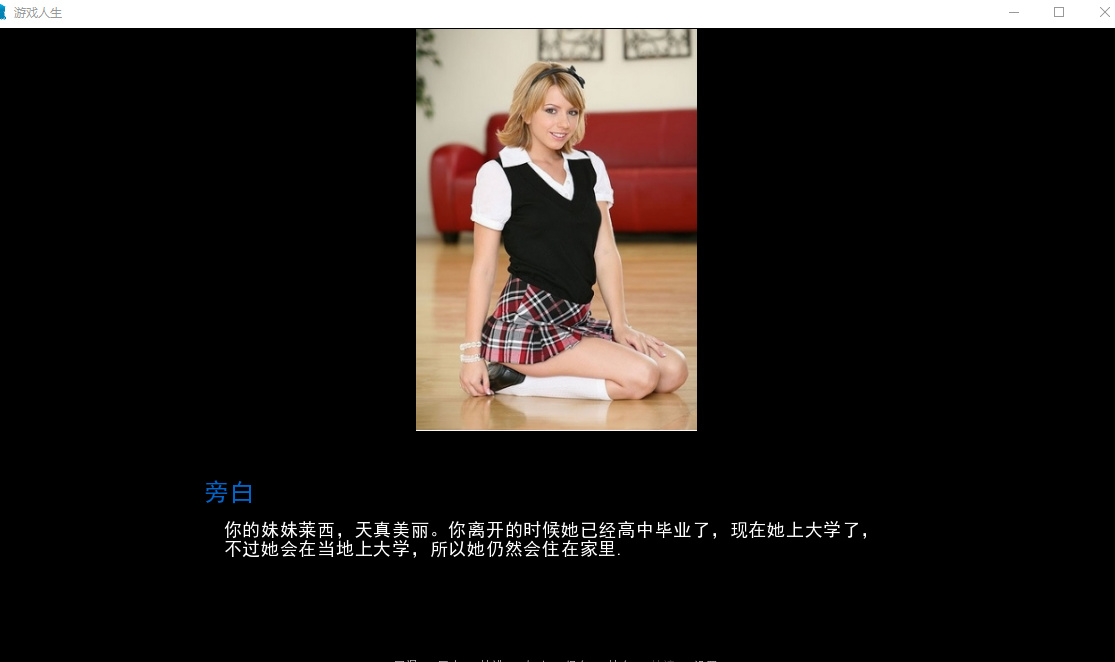 游戏人生
旁白
你的妹妹莱西，天真美丽。你离开的时候她已经高中毕业了，现在她上大学了，
不过她会在当地上大学，所以她仍然会住在家里.